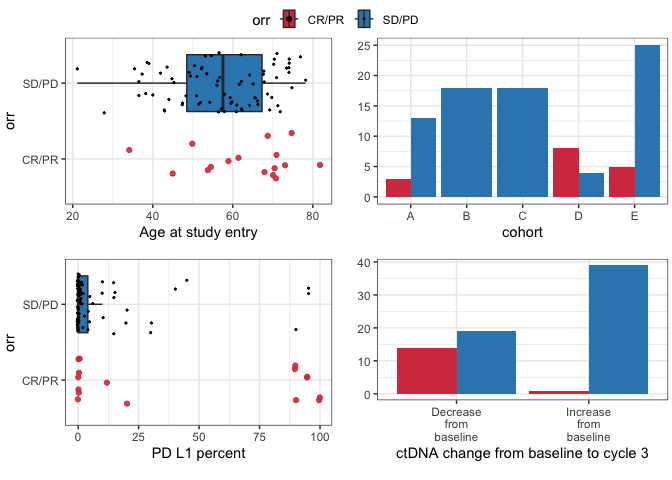 orr CR/PR SD/PD
SD/PD
CR/PR
orr
20 40 60 80
Age at study entry
25
20
15
10
5
0
A B C D E
cohort
SD/PD
CR/PR
orr
0 25 50 75 100
PD L1 percent
40
30
20
10
0
Decrease from baseline
Increase from baseline
ctDNA change from baseline to cycle 3